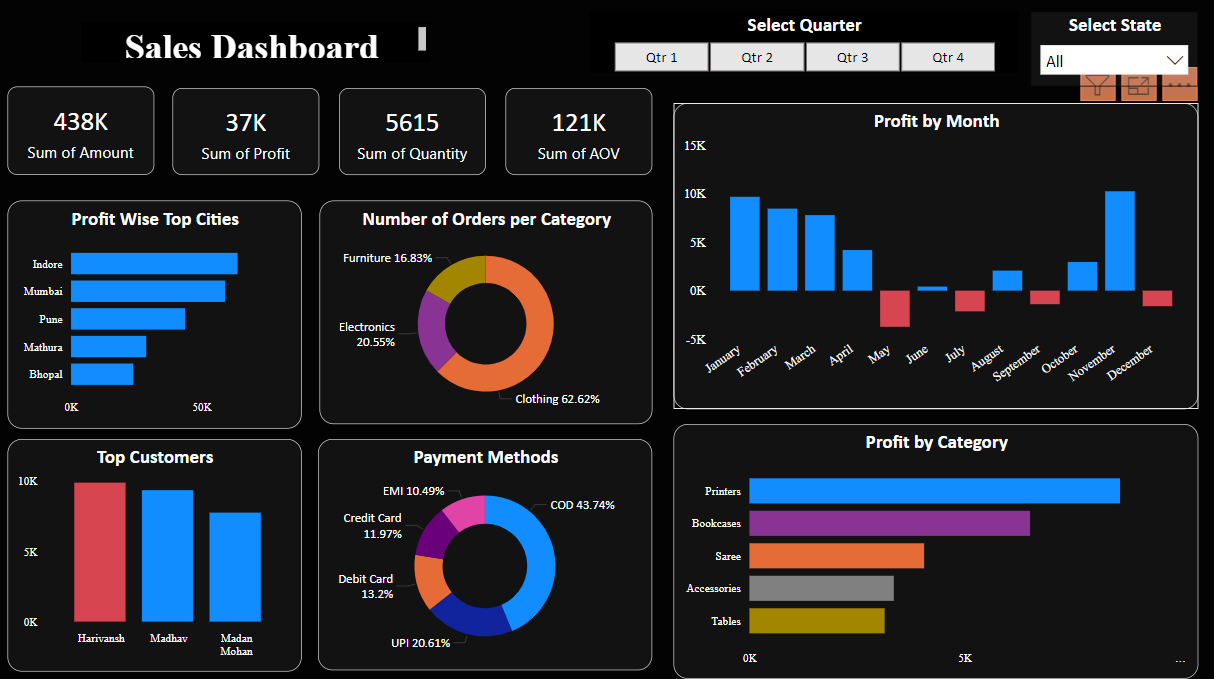 Sales Dashboard
Select Quarter
Qtr 1
Qtr 2
Qtr 3
Qtr 4
Select State
All
438K
Sum of Amount
37K
Sum of Profit
5615
Sum of Quantity
121K
Sum of AOV
Profit by Month
15K
10K
5K
0K
-5K
January
February
March
April
May
June
July
August
September
October
November
December
Profit Wise Top Cities
Indore
Mumbai
Pune
Mathura
Bhopal
0K
50K
Number of Orders per Category
Furniture 16.83%
Electronics
20.55%
Clothing 62.62%
Top Customers
10K
5K
0K
Harivansh
Madhav
Madan
Mohan
Payment Methods
EMI 10.49%
COD 43.74%
Credit Card
11.97%
Debit Card
13.2%
UPI 20.61%
Profit by Category
Printers
Bookcases
Saree
Accessories
Tables
0K
5K
...